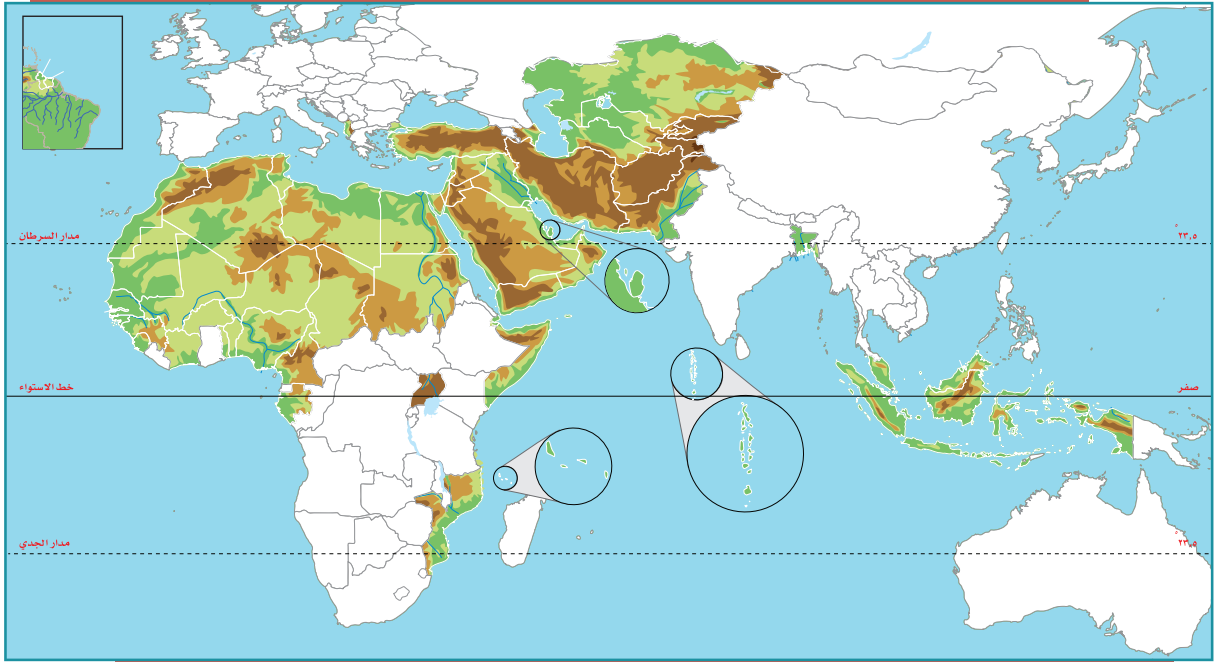 مدار السرطان
٢٣,٥°
خط الاستواء
صفر
مدار الجدي
٢٣,٥°